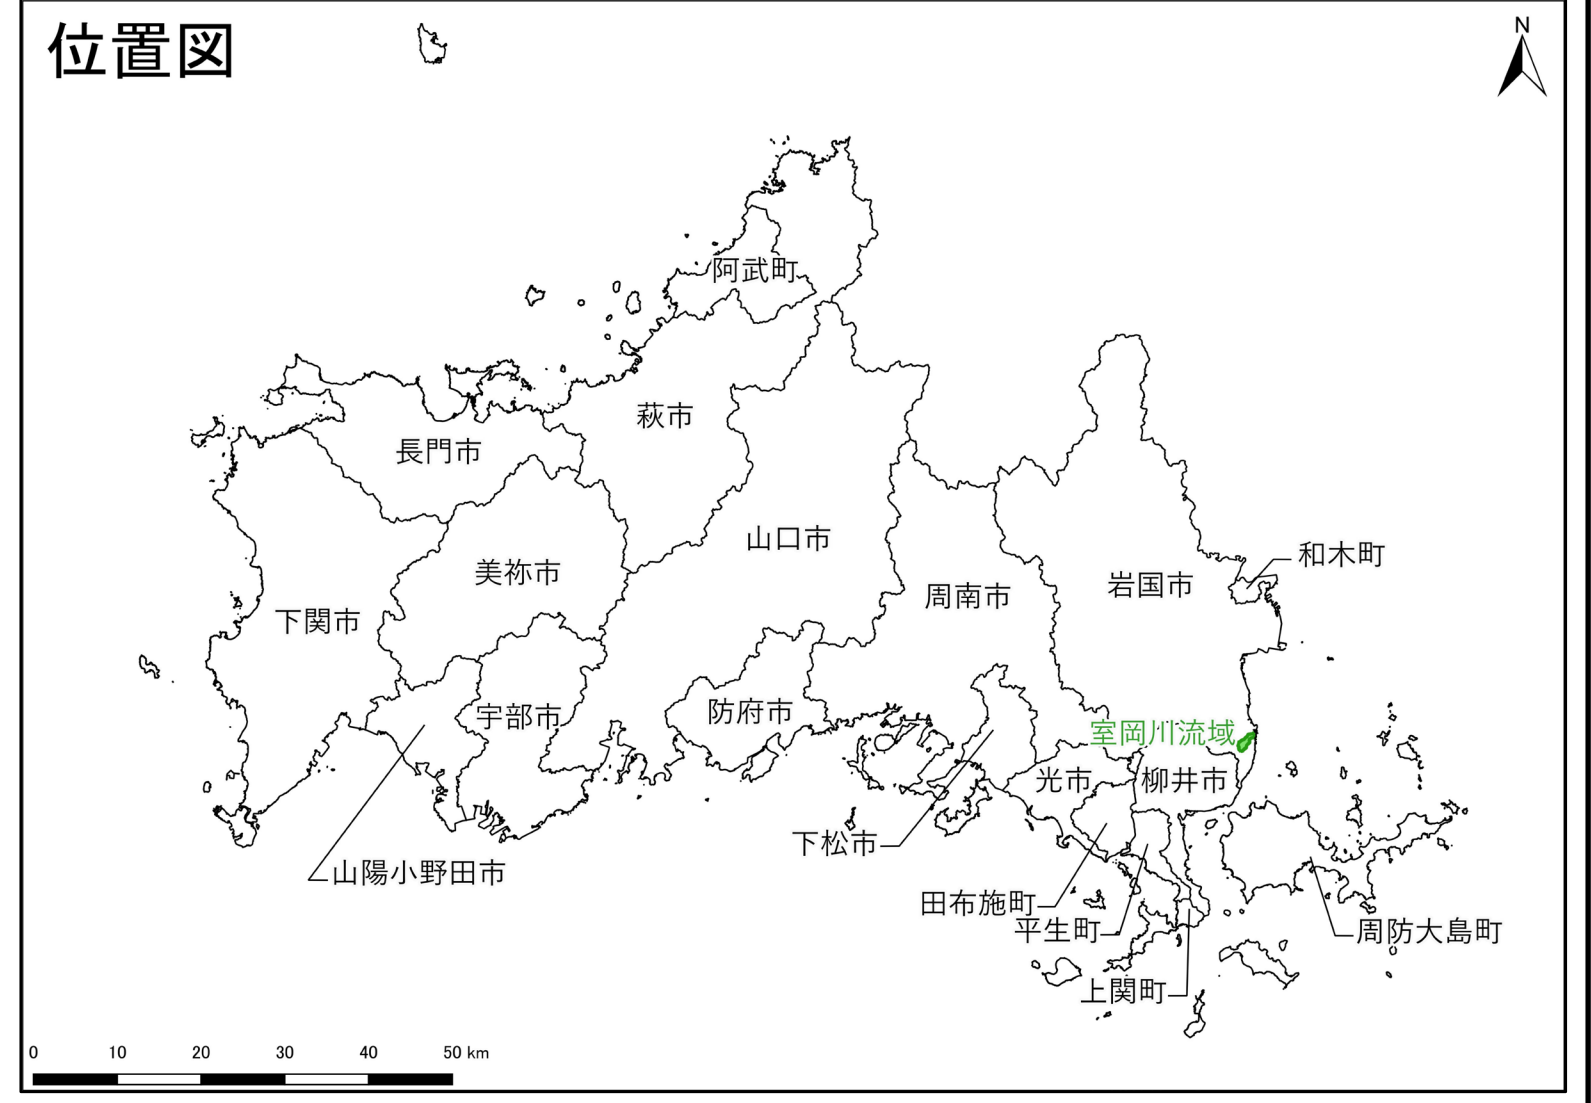 位置図
N
阿武町
萩市
長門市
山口市
和木町
美祢市
岩国市
周南市
下関市
防府市
宇部市
室岡川流域
光市
柳井市
下松市
山陽小野田市
田布施町
平生町
周防大島町
上関町
0 10 20 30 40 50 km